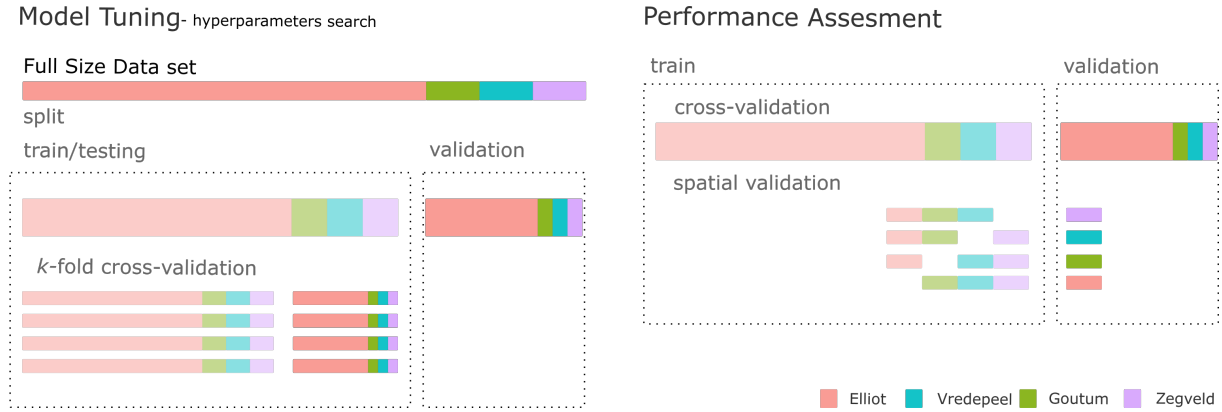 Model Tuning- hyperparameters search
Full Size Data set
split
train/testing
validation
k-fold cross-validation
Performance Assesment
train
validation
cross-validation
spatial validation
Elliot
Vredepeel
Goutum
Zegveld